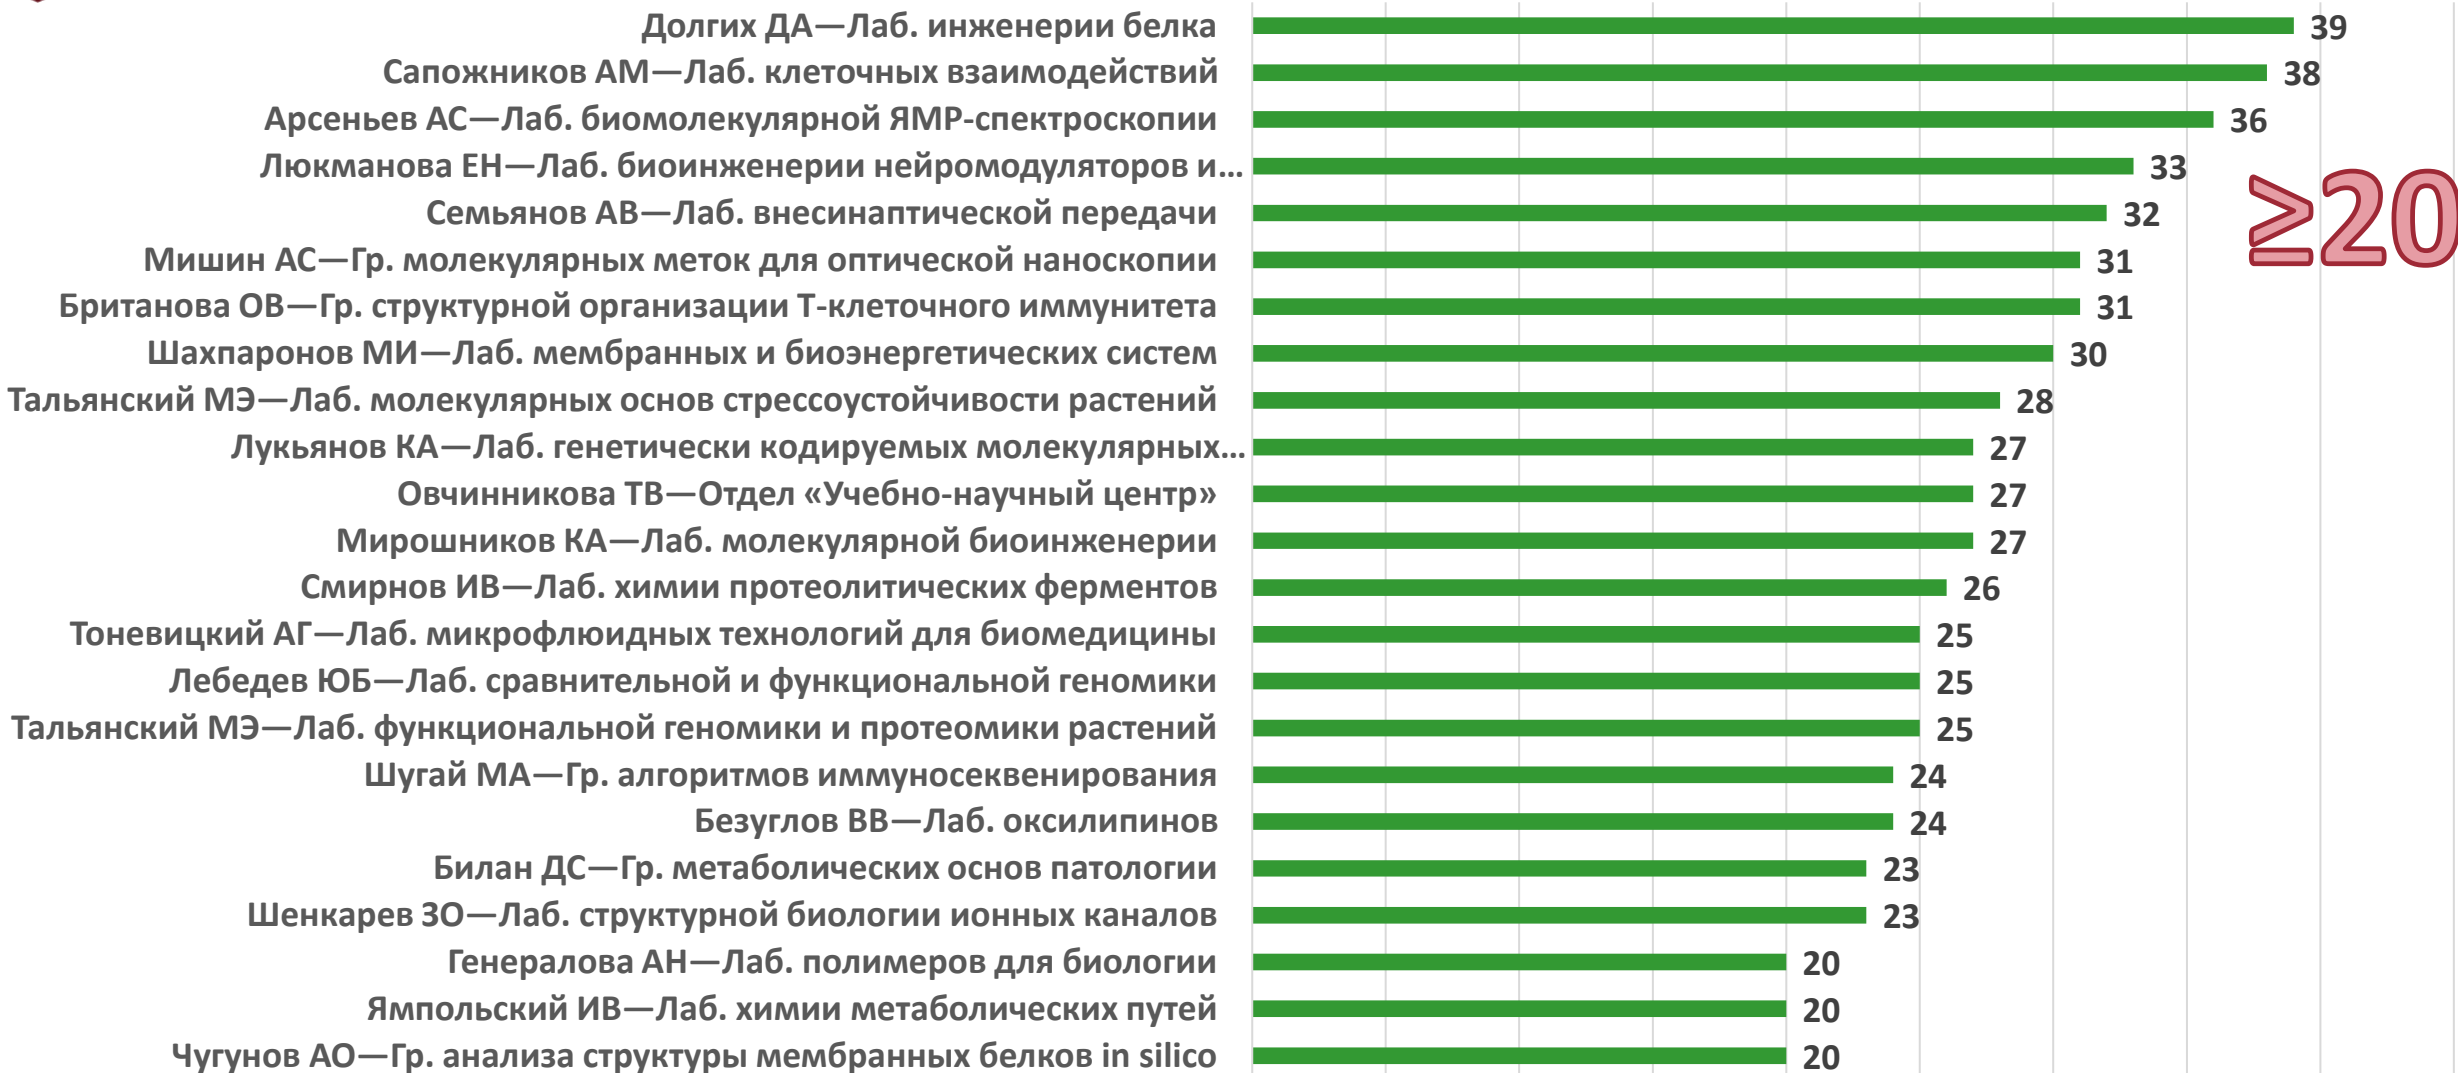 Долгих ДА—Лаб. инженерии белка 39
Сапожников АМ—Лаб. клеточных взаимодействий 38
Арсеньев АС—Лаб. биомолекулярной ЯМР-спектроскопии 36
Люкманова ЕН—Лаб. биоинженерии нейромодуляторов и... 33
≥20
Семьянов АВ—Лаб. внесинаптической передачи 32
Мишин АС—Гр. молекулярных меток для оптической наноскопии 31
Британова ОВ—Гр. структурной организации Т-клеточного иммунитета 31
Шахпаронов МИ—Лаб. мембранных и биоэнергетических систем 30
Тальянский МЭ—Лаб. молекулярных основ стрессоустойчивости растений 28
Лукьянов КА—Лаб. генетически кодируемых молекулярных... 27
Овчинникова ТВ—Отдел «Учебно-научный центр» 27
Мирошников КА—Лаб. молекулярной биоинженерии 27
Смирнов ИВ—Лаб. химии протеолитических ферментов 26
Тоневицкий АГ—Лаб. микрофлюидных технологий для биомедицины 25
Лебедев ЮБ—Лаб. сравнительной и функциональной геномики 25
Тальянский МЭ—Лаб. функциональной геномики и протеомики растений 25
Шугай МА—Гр. алгоритмов иммуносеквенирования 24
Безуглов ВВ—Лаб. оксилипинов 24
Билан ДС—Гр. метаболических основ патологии 23
Шенкарев ЗО—Лаб. структурной биологии ионных каналов 23
Генералова АН—Лаб. полимеров для биологии 20
Ямпольский ИВ—Лаб. химии метаболических путей 20
Чугунов АО—Гр. анализа структуры мембранных белков in silico 20